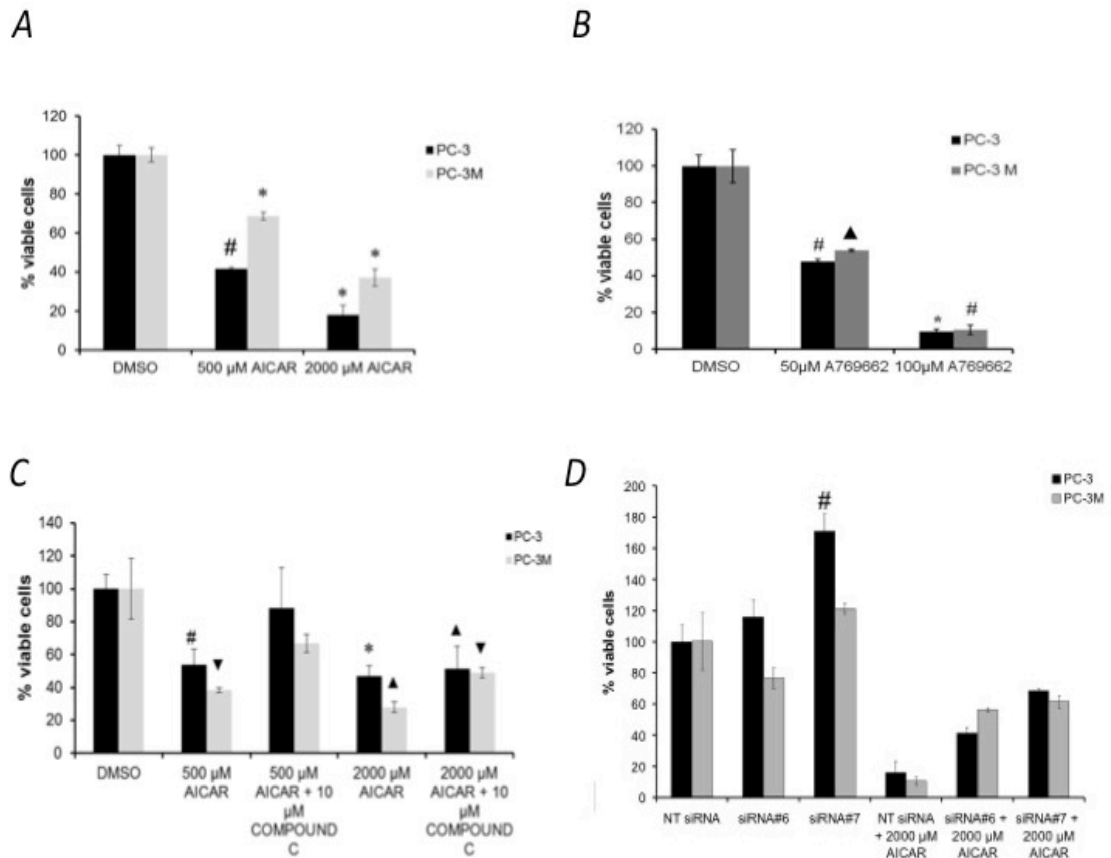 A
120
100
80
60
40
20
0
% viable cells
#
*
*
*
PC-3
PC-3M
DMSO
500 µM AICAR
2000 µM AICAR
B
120
100
80
60
40
20
0
% viable cells
#
▲
*
#
PC-3
PC-3 M
DMSO
50µM A769662
100µM A769662
C
140
120
100
80
60
40
20
0
% viable cells
#
▼
*
▲
▲
▼
PC-3
PC-3M
DMSO
500 µM
AICAR
500 µM
AICAR + 10
µM
COMPOUND
C
2000 µM
AICAR
2000 µM
AICAR + 10
µM
COMPOUND
C
D
200
180
160
140
120
100
80
60
40
20
0
% viable cells
#
PC-3
PC-3M
NT siRNA
siRNA#6
siRNA#7
NT siRNA
+ 2000 µM
AICAR
siRNA#6 +
2000 µM
AICAR
siRNA#7 +
2000 µM
AICAR